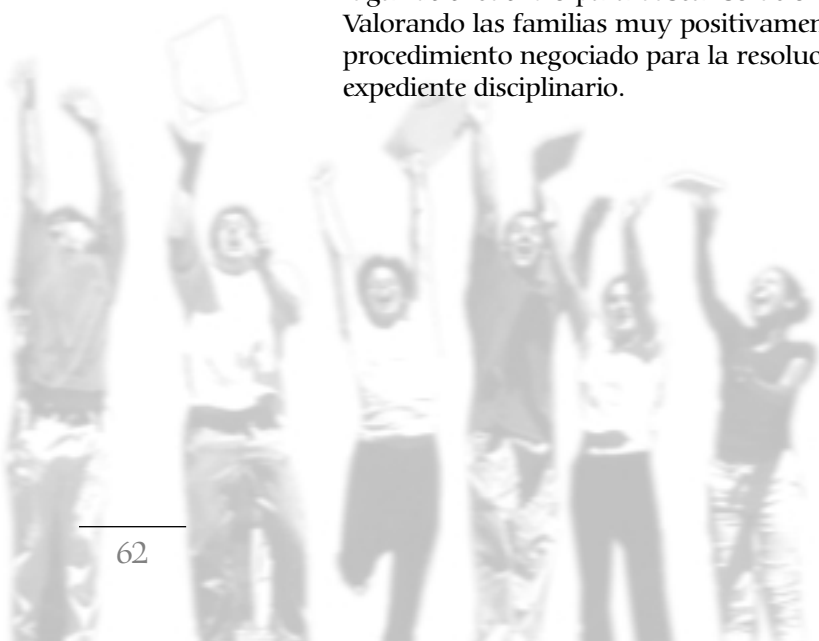 Valorando las familias muy positivamen
procedimiento negociado para la resoluc
expediente disciplinario.
62